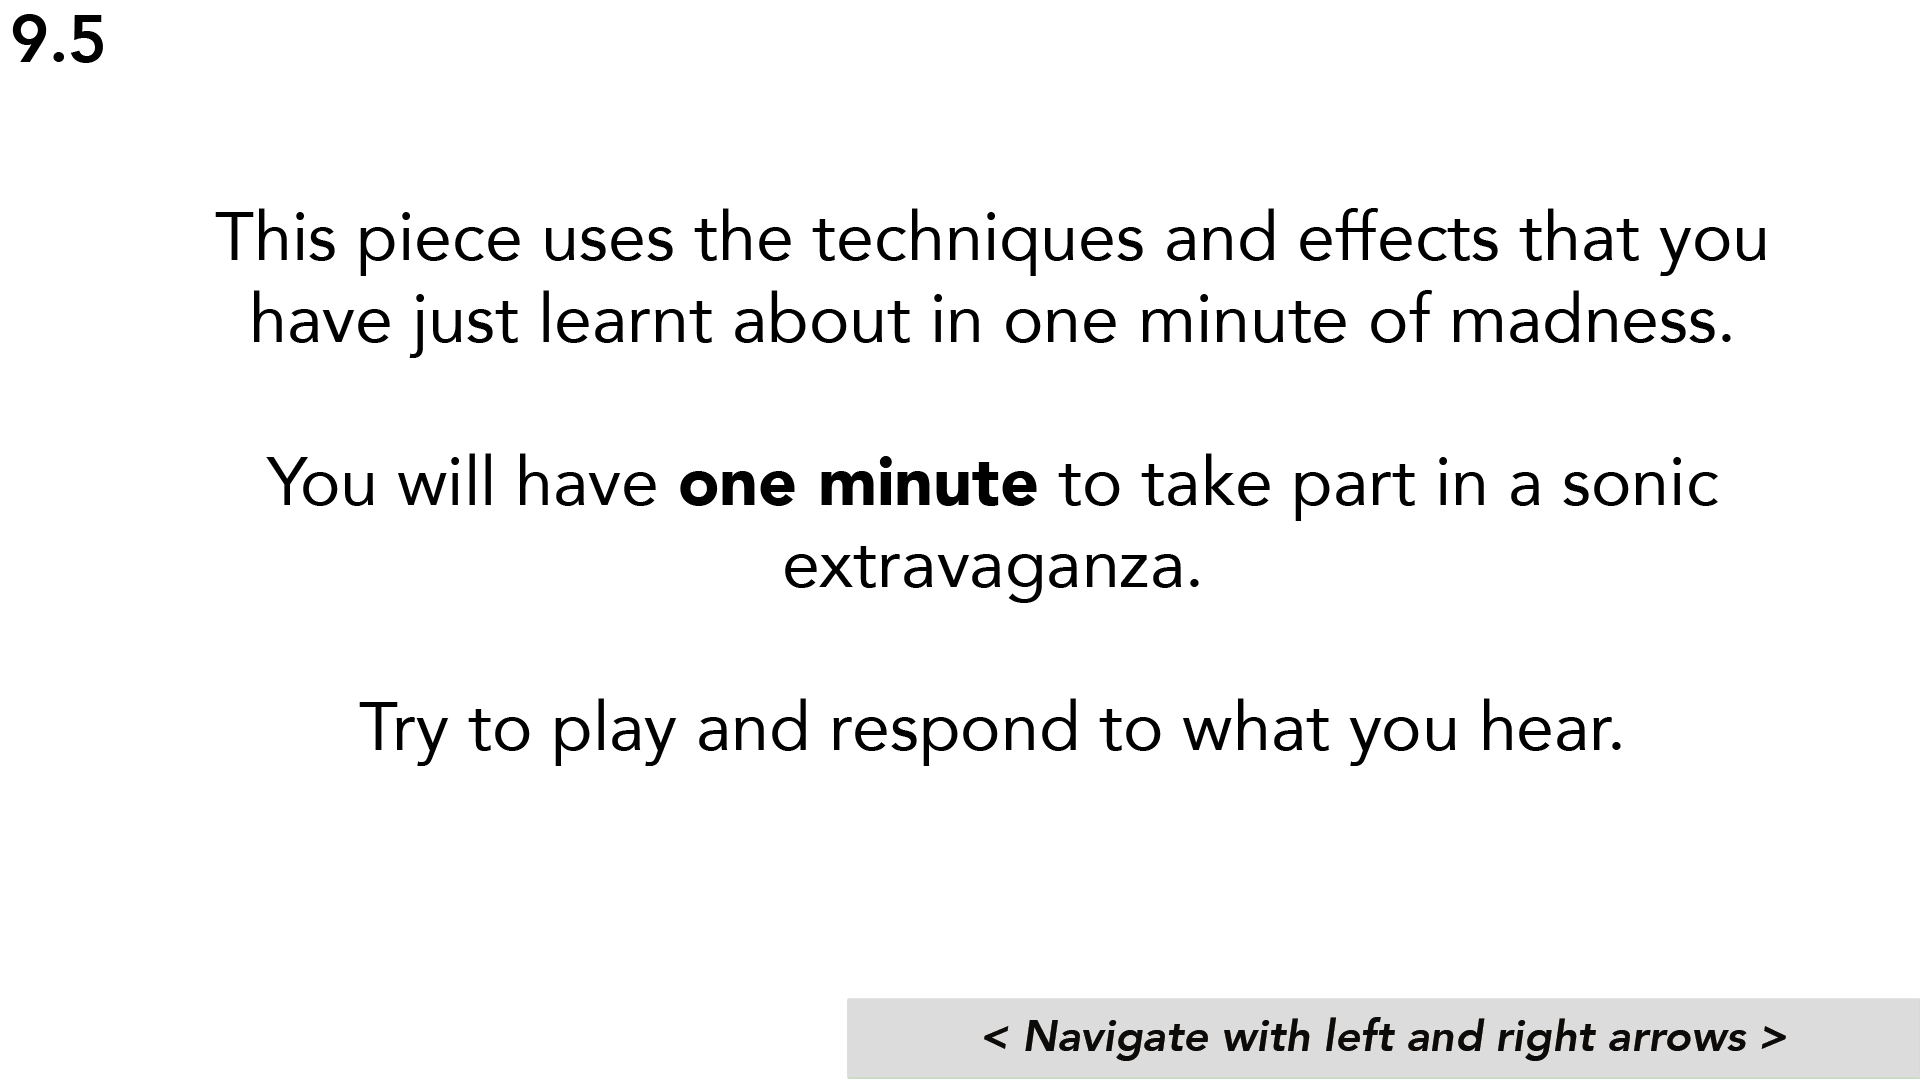 9.5
This piece uses the techniques and effects that you
have just learnt about in one minute of madness.
You will have one minute to take part in a sonic
extravaganza.
Try to play and respond to what you hear.
< Navigate with left and right arrows >